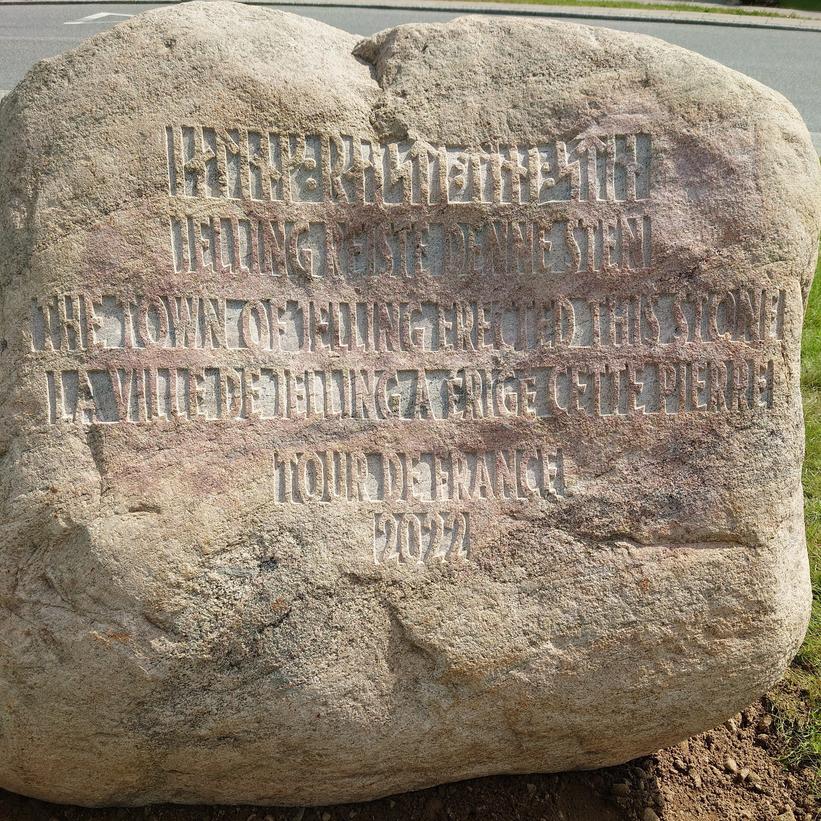 JELLING REJSTE DENNE STEN
THE TOWN OF JELLING ERECTED THIS STONE
LA VILLE DE JELLING A ERIGE CETTE PIERRE
TOUR DE FRANCE
2022